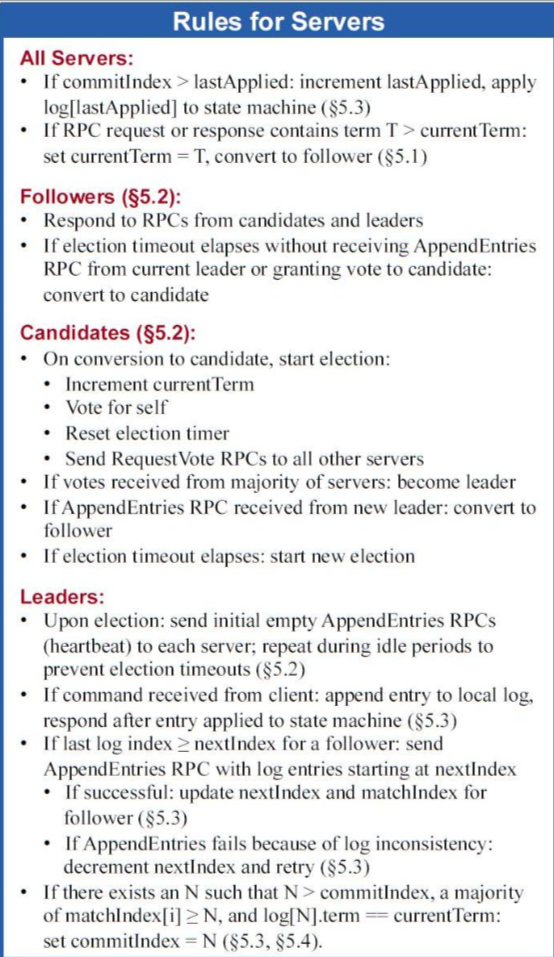 Rules for Servers
All Servers:
• If commitIndex > lastApplied: increment lastApplied, apply
log[lastApplied] to state machine (§5.3)
• If RPC request or response contains term T > currentTerm:
set currentTerm = T, convert to follower (§5.1)
Followers (§5.2):
• Respond to RPCs from candidates and leaders
• If election timeout elapses without receiving AppendEntries
RPC from current leader or granting vote to candidate:
convert to candidate
Candidates (§5.2):
• On conversion to candidate, start election:
• Increment currentTerm
• Vote for self
• Reset election timer
• Send RequestVote RPCs to all other servers
• If votes received from majority of servers: become leader
• If AppendEntries RPC received from new leader: convert to
follower
• If election timeout elapses: start new election
Leaders:
• Upon election: send initial empty AppendEntries RPCs
(heartbeat) to each server; repeat during idle periods to
prevent election timeouts (§5.2)
• If command received from client: append entry to local log,
respond after entry applied to state machine (§5.3)
• If last log index ≥ nextIndex for a follower: send
AppendEntries RPC with log entries starting at nextIndex
• If successful: update nextIndex and matchIndex for
follower (§5.3)
• If AppendEntries fails because of log inconsistency:
decrement nextIndex and retry (§5.3)
• If there exists an N such that N > commitIndex, a majority
of matchIndex[i] ≥ N, and log[N].term == currentTerm:
set commitIndex = N (§5.3, §5.4).